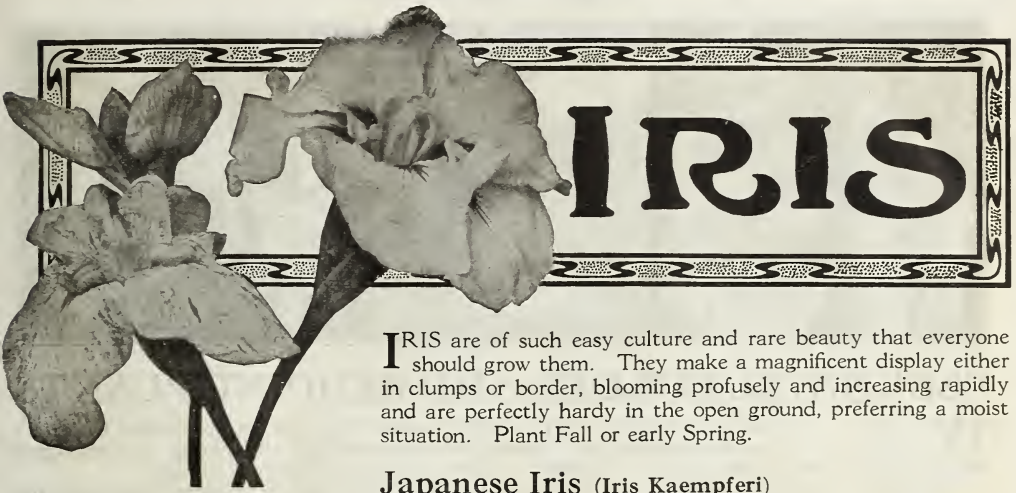 IRIS
IRIS are of such easy culture and rare beauty that everyone
should grow them. They make a magnificent display either
in clumps or border, blooming profusely and increasing rapidly
and are perfectly hardy in the open ground, preferring a moist
situation. Plant Fall or early Spring.
Japanese Iris (Iris Kaempferi)